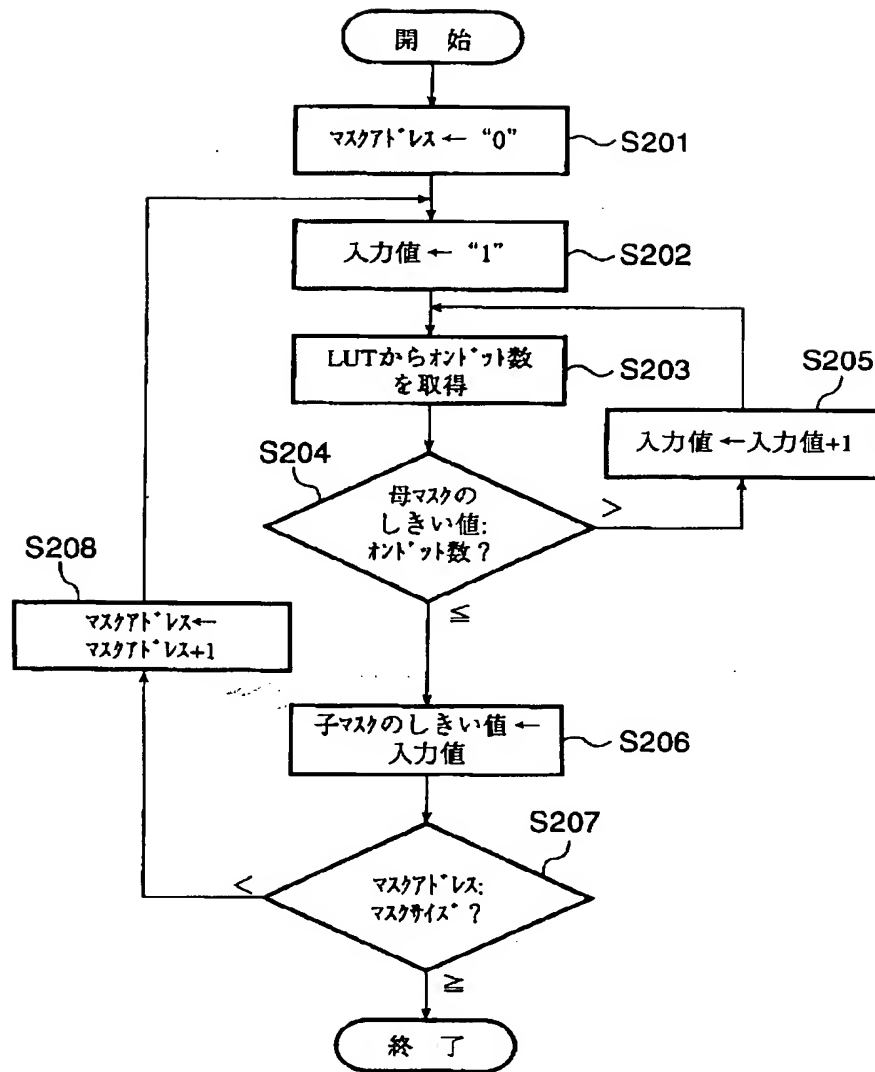 開 始
マスクアドレス ← “0”
S201
入力値 ← “1”
S202
LUTからオンドット数
を取得
S203
S205
入力値←入力値+1
S204
母マスクの
しきい値:
オンドット数?
>
≦
S208
マスクアドレス←
マスクアドレス+1
子マスクのしきい値 ←
入力値
S206
S207
マスクアドレス:
マスクサイズ?
<
≧
終 了